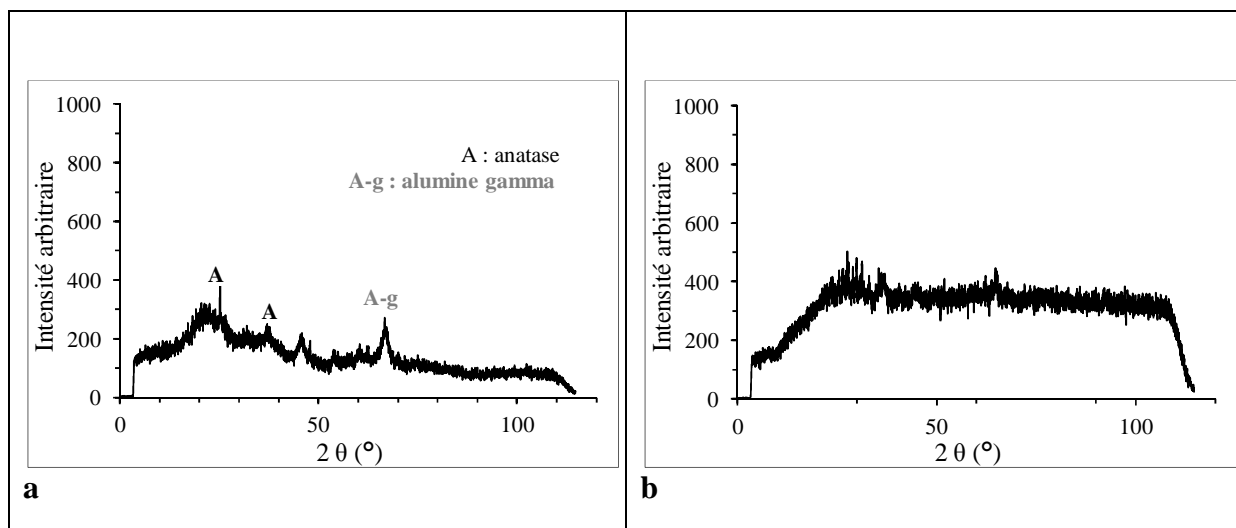 1000
800
600
400
200
0
Intensité arbitraire
A : anatase
A-g : alumine gamma
A
A
A-g
0
50
100
2 θ (°)
a
1000
800
600
400
200
0
Intensité arbitraire
0
50
100
2 θ (°)
b